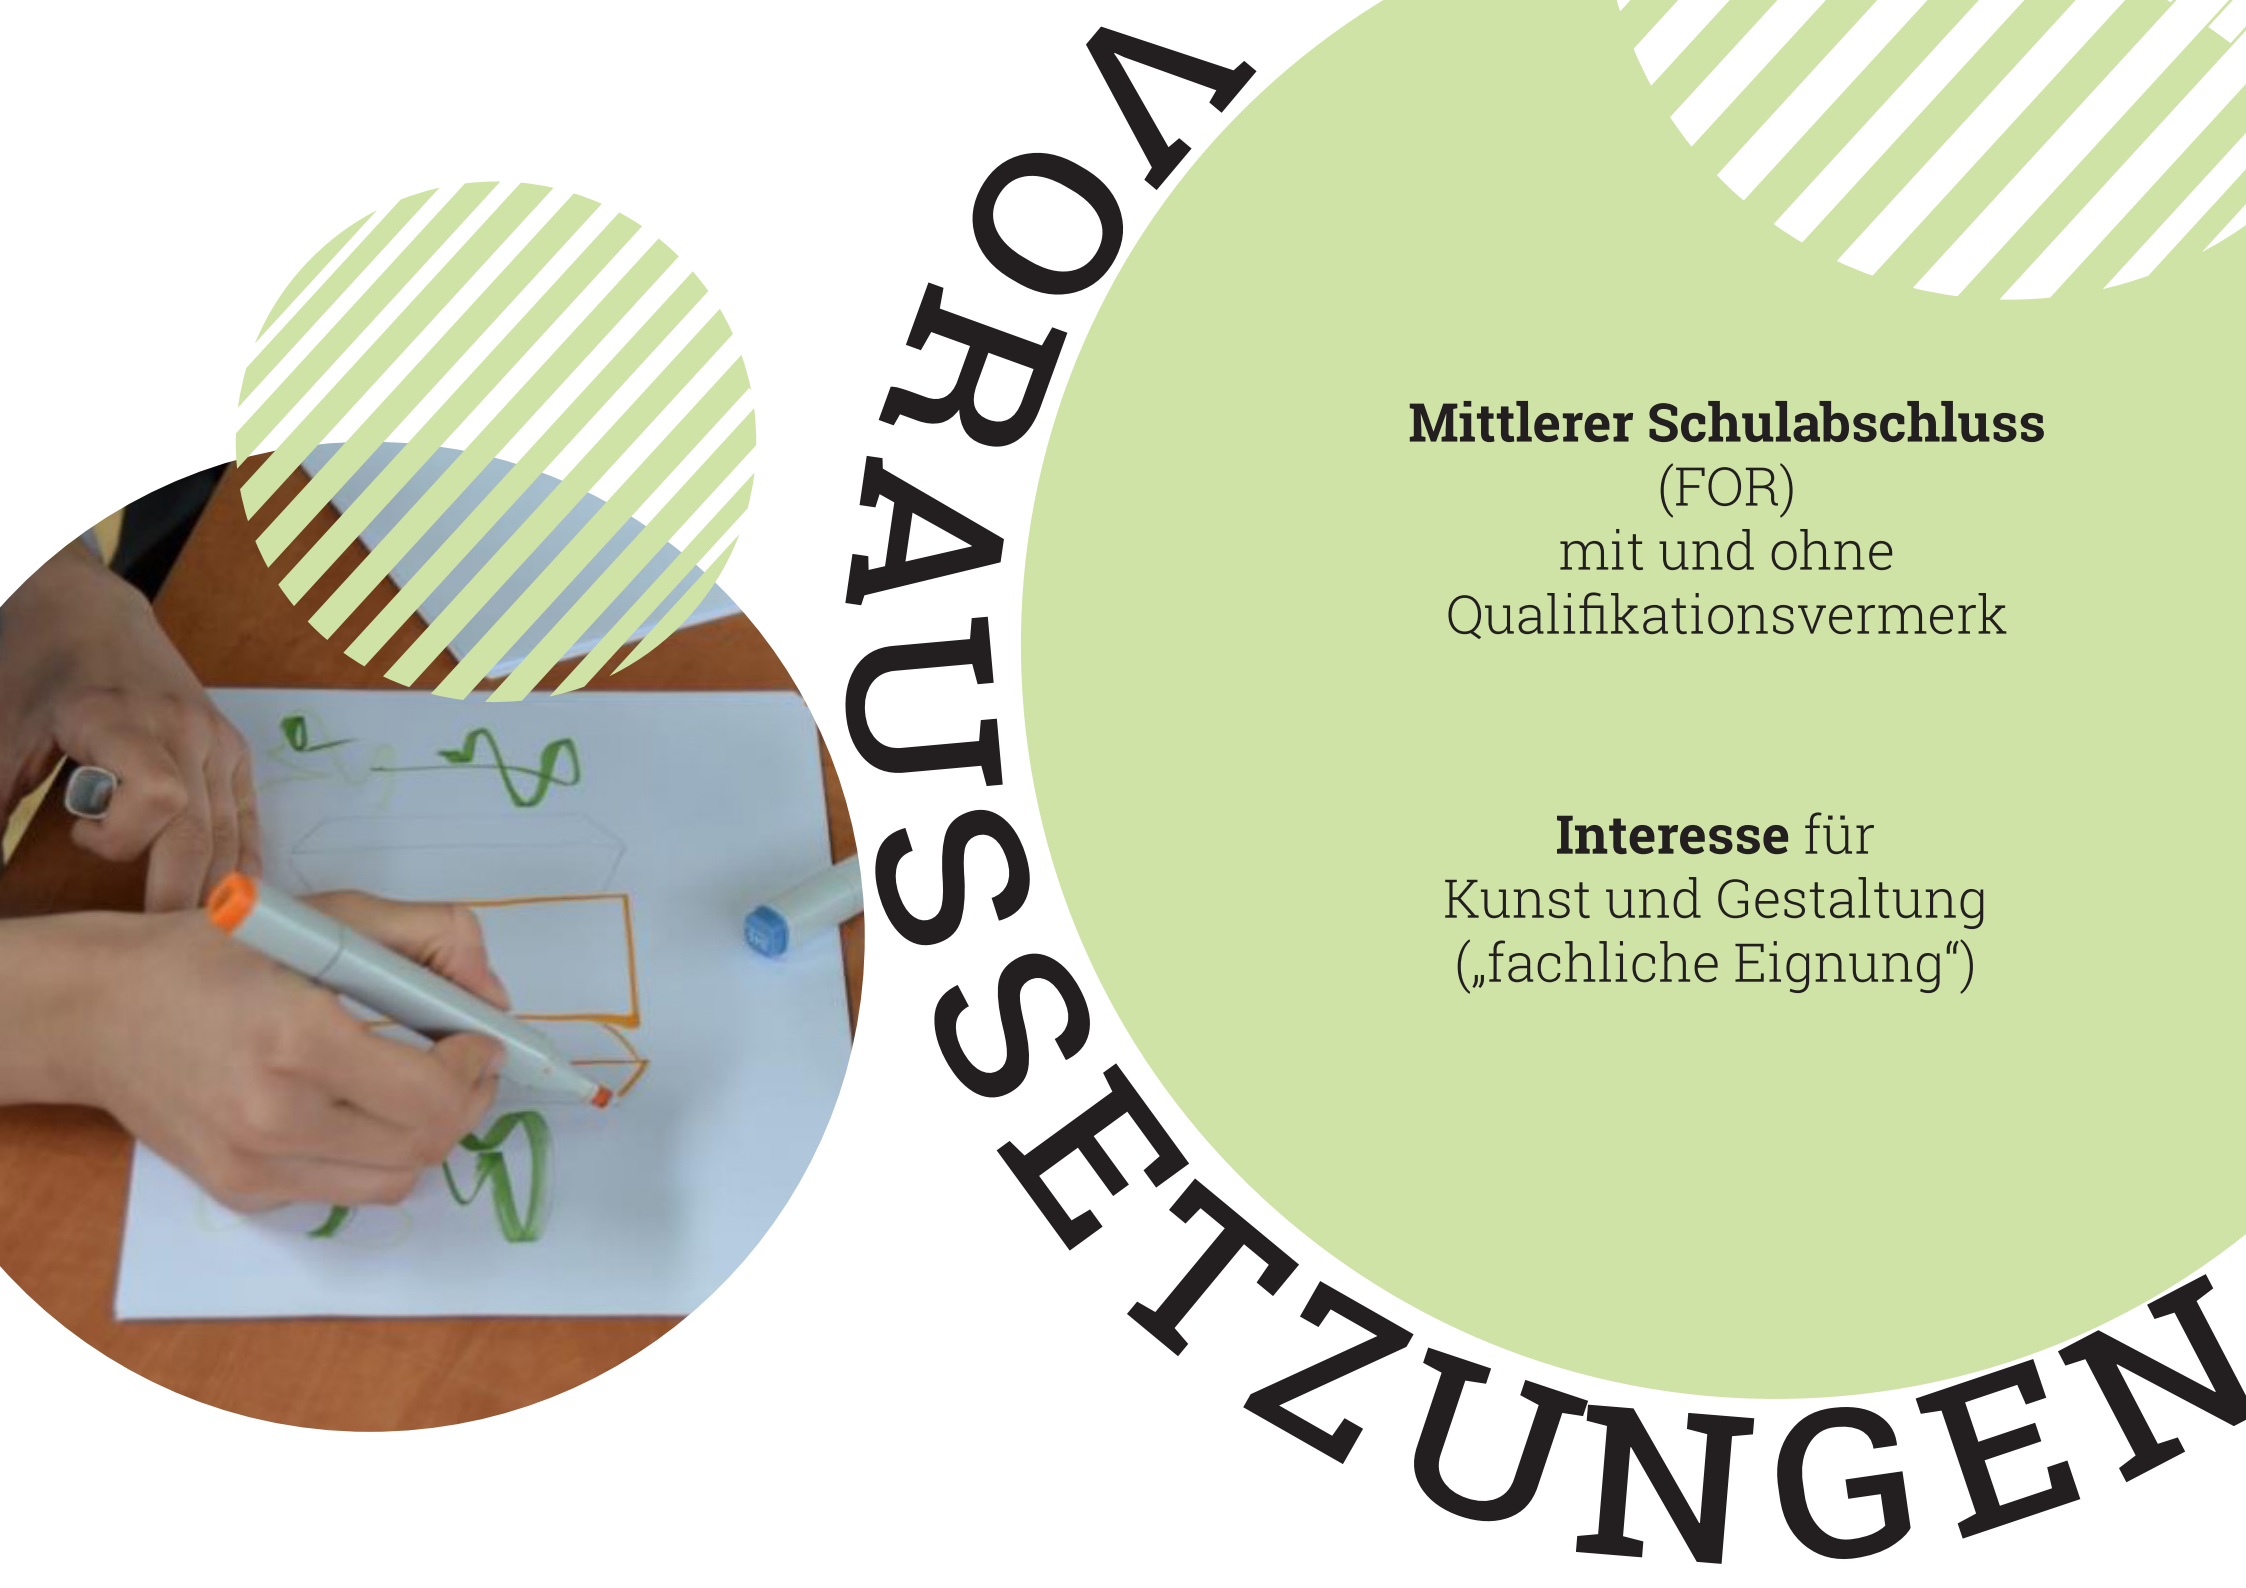 VORAUSSETZUNGEN
Mittlerer Schulabschluss
(FOR)
mit und ohne
Qualifikationsvermerk
Interesse für
Kunst und Gestaltung
(„fachliche Eignung“)